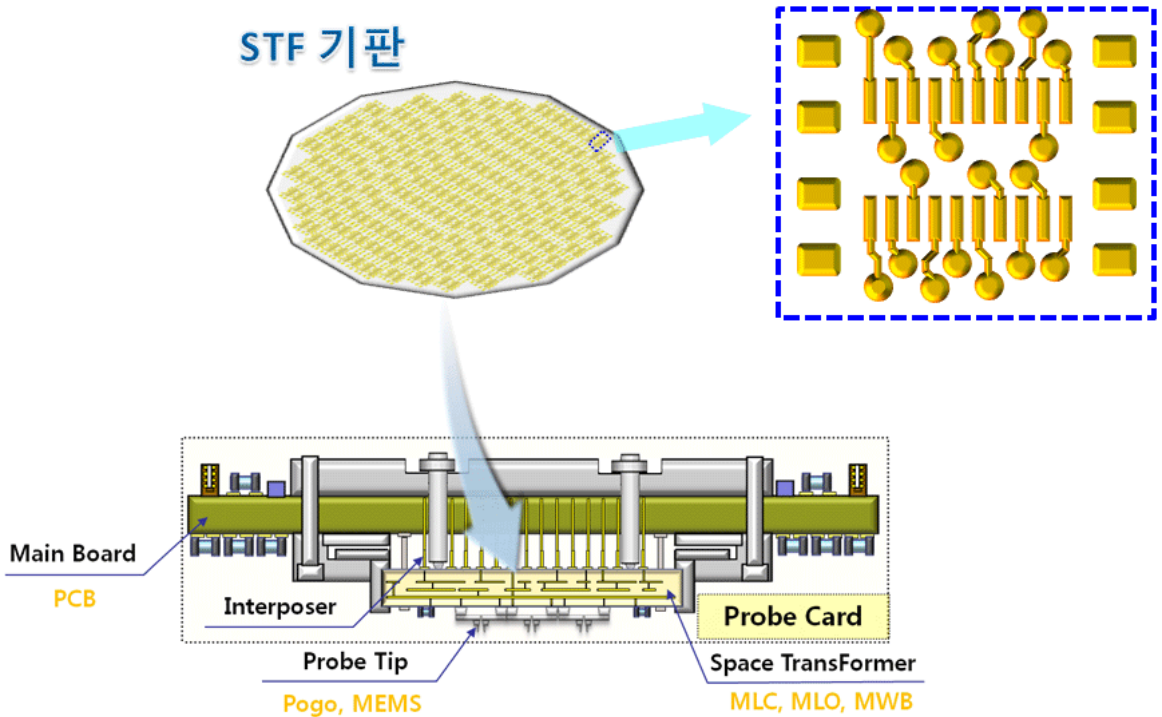 STF 기판
Main Board
PCB
Interposer
Probe Card
Probe Tip
Pogo, MEMS
Space TransFormer
MLC, MLO, MWB